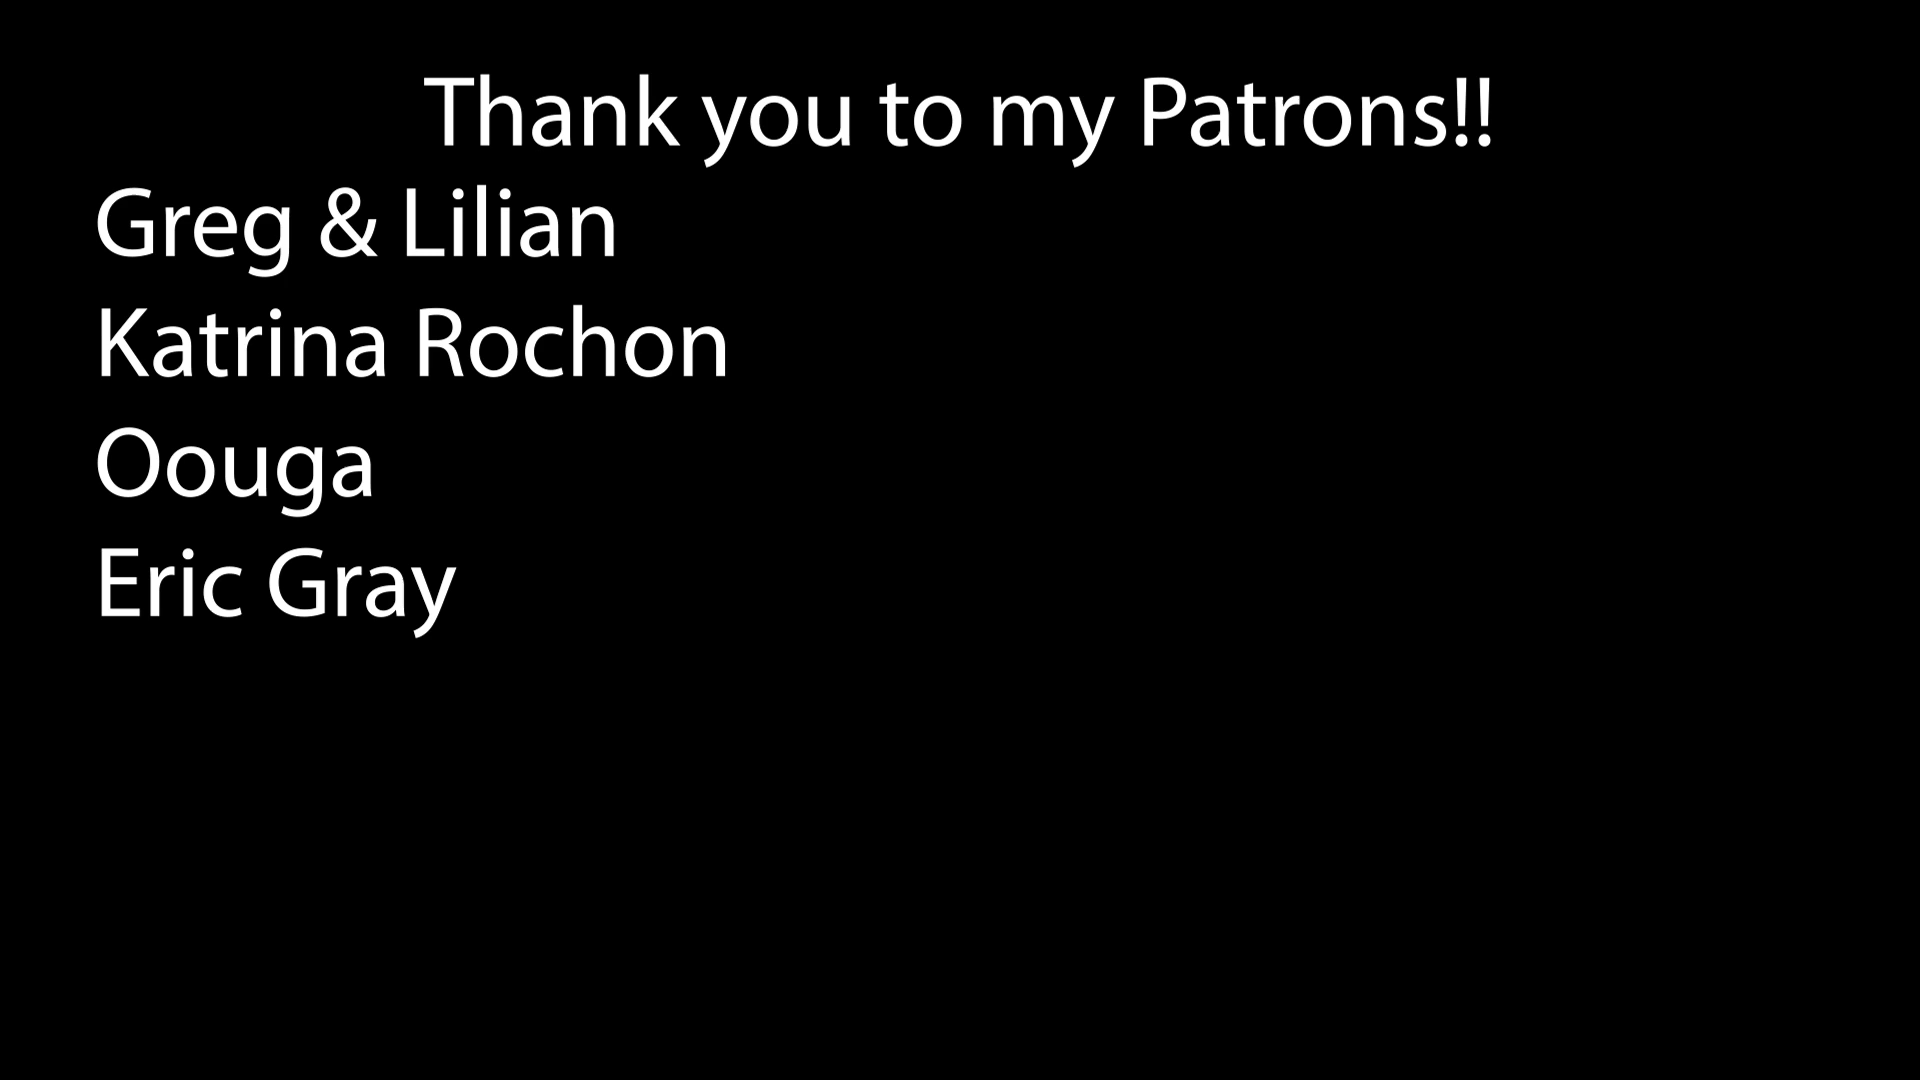 Thank you to my Patrons!!
Greg & Lilian
Katrina Rochon
Oouga
Eric Gray